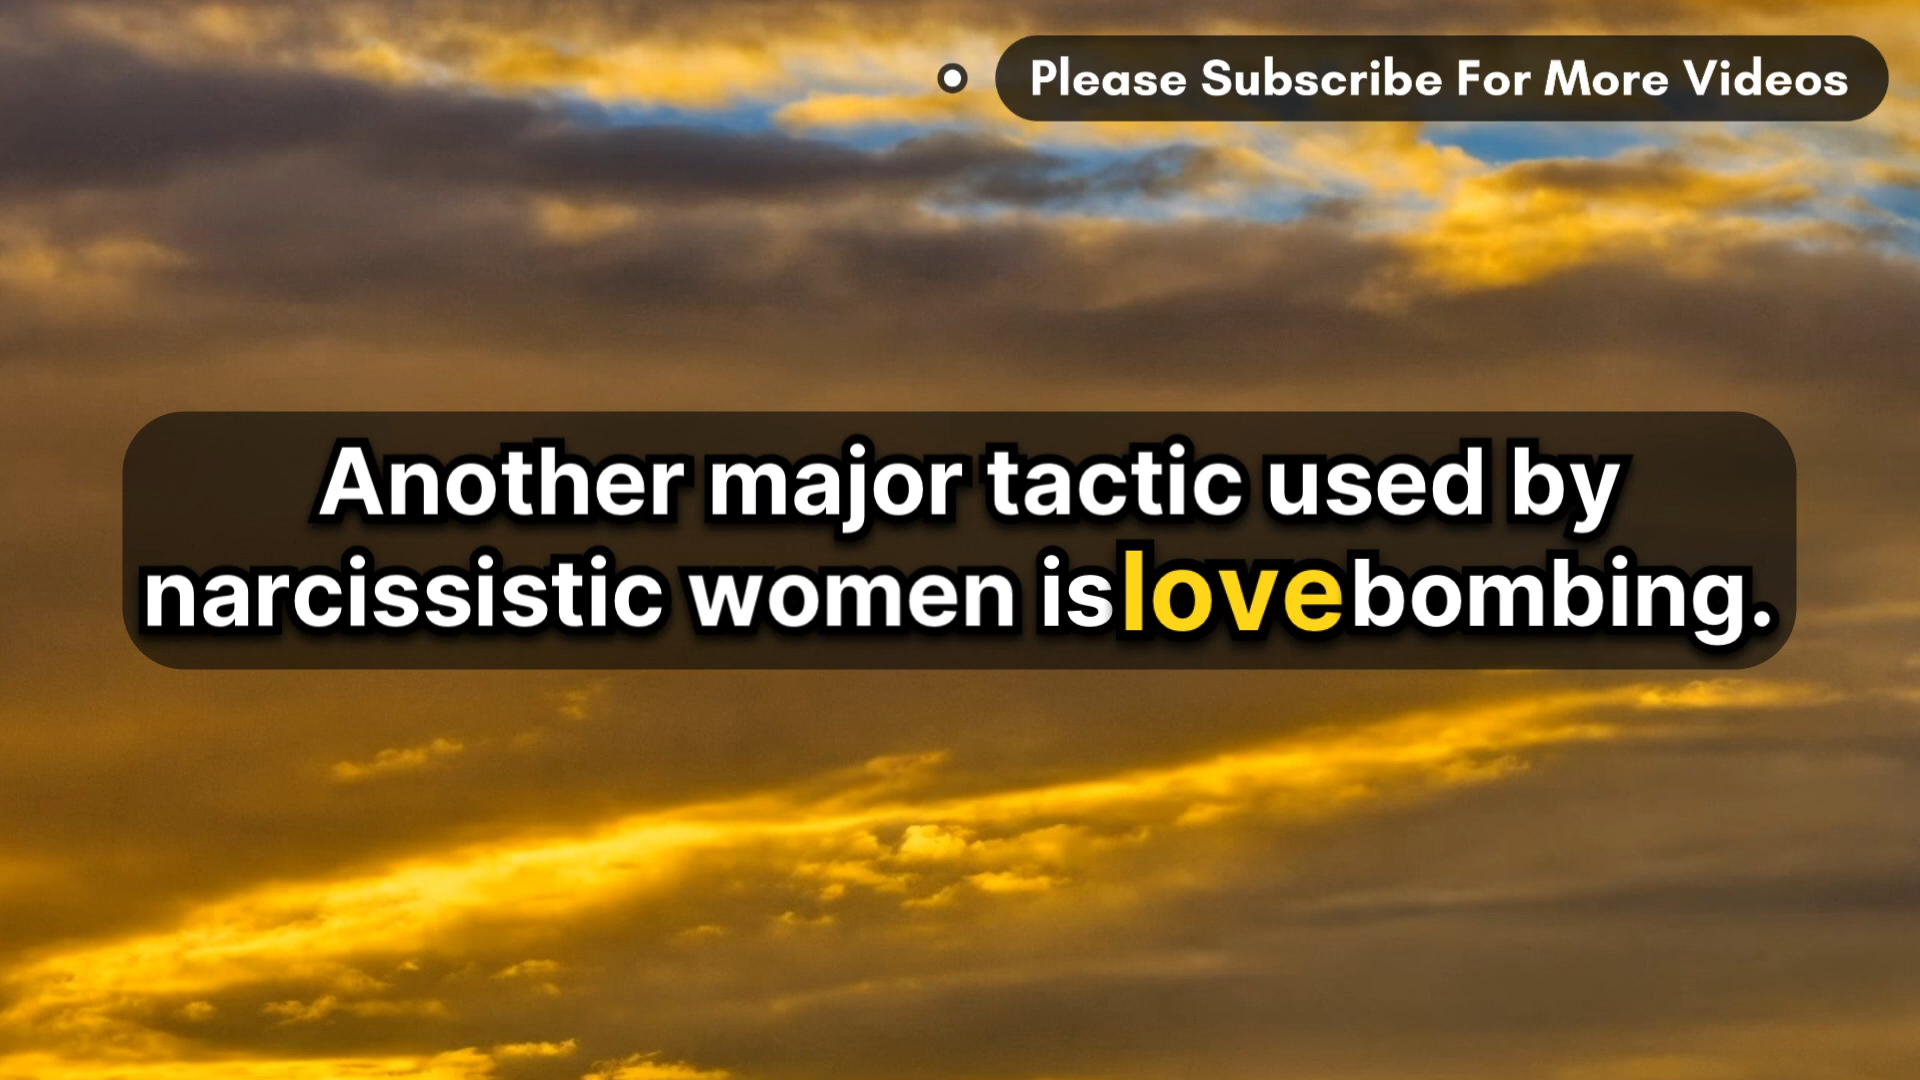 Please Subscribe For More Videos
Another major tactic used by
narcissistic women is love bombing.